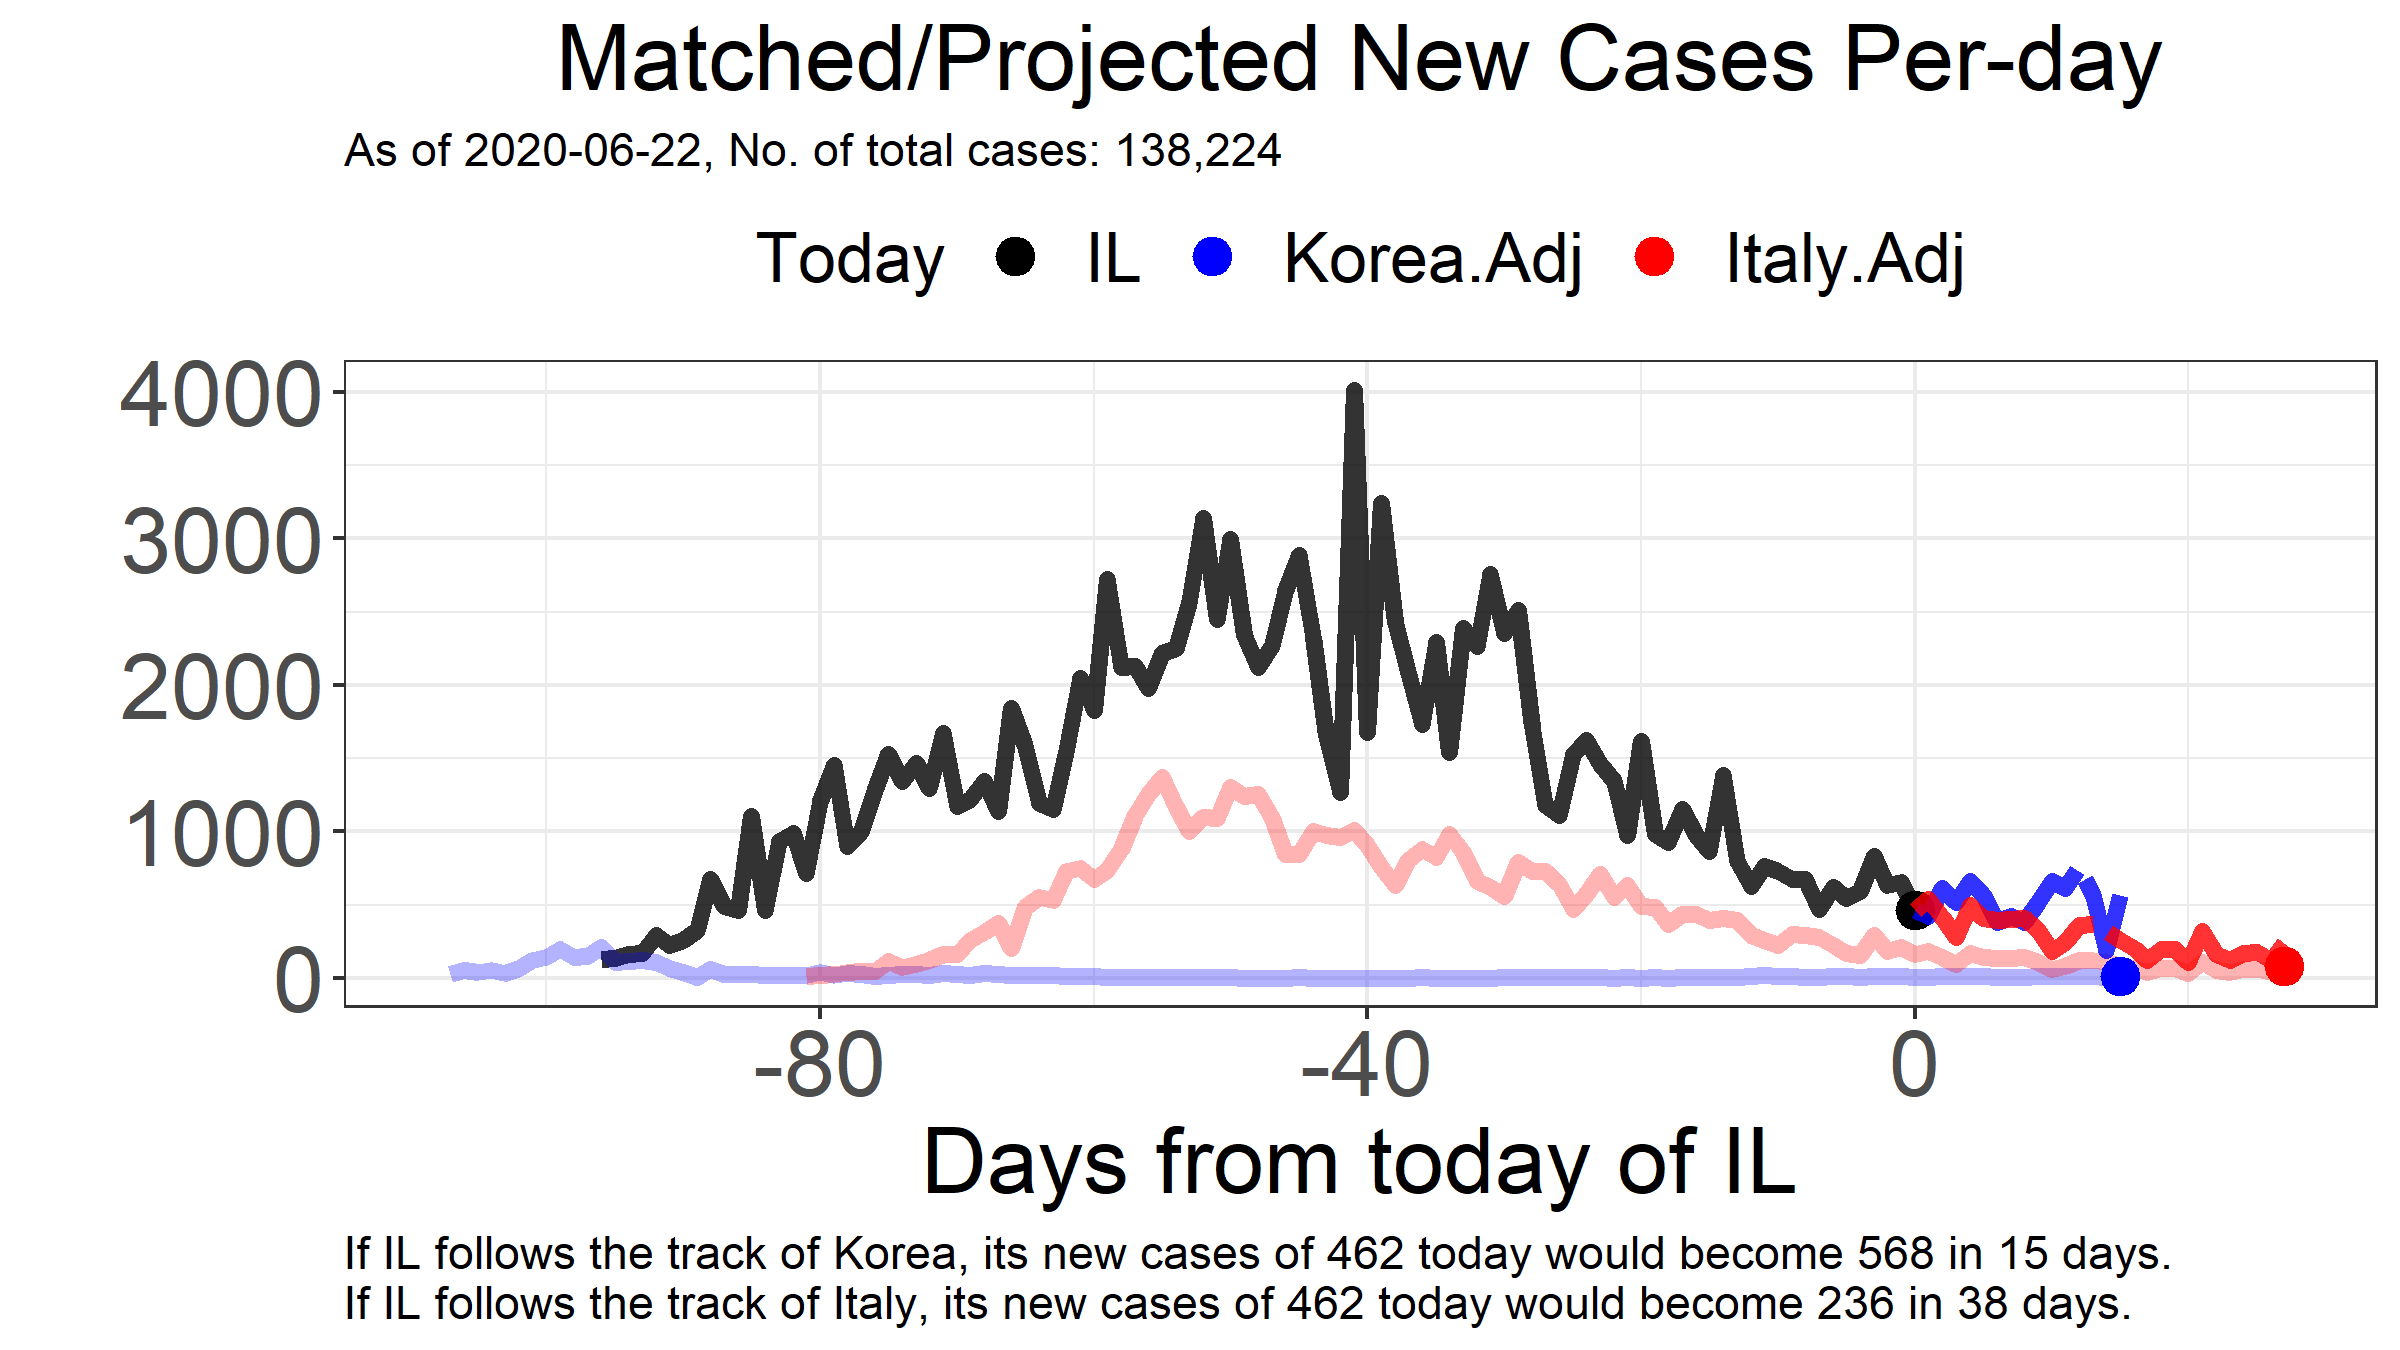 Matched/Projected New Cases Per-day
As of 2020-06-22, No. of total cases: 138,224
Today IL Korea.Adj Italy.Adj
4000
3000
2000
1000
0
-80 -40 0
Days from today of IL
If IL follows the track of Korea, its new cases of 462 today would become 568 in 15 days.
If IL follows the track of Italy, its new cases of 462 today would become 236 in 38 days.